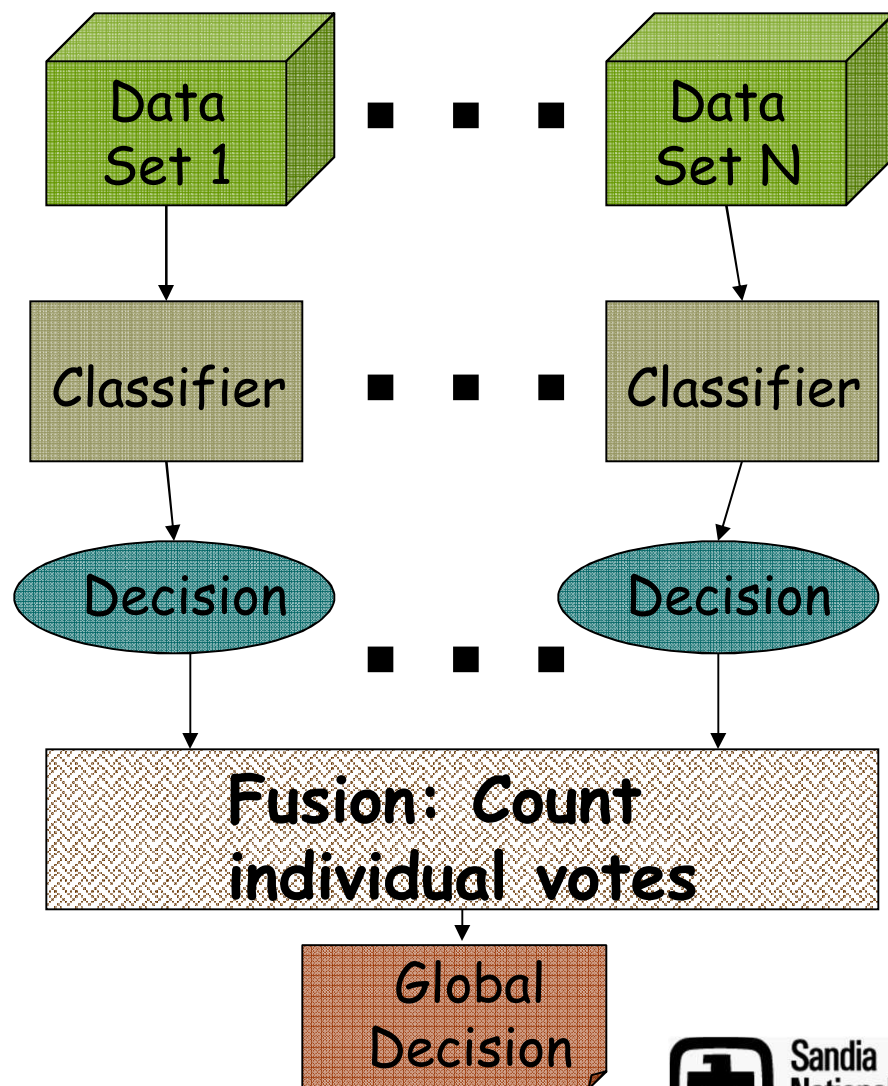 Data
Set 1
Data
Set N
Classifier
Classifier
Decision
Decision
Fusion: Count
individual votes
Global
Decision
Sandia